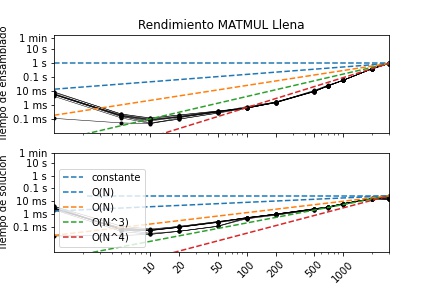 Rendimiento MATMUL Llena
Tiempo de ensamblado
1 min
10 s
1 s
0.1 s
10 ms
1 ms
0.1 ms
Tiempo de solución
1 min
10 s
1 s
0.1 s
10 ms
1 ms
0.1 ms
constante
O(N)
O(N)
O(N^3)
O(N^4)
10
20
50
100
200
500
1000